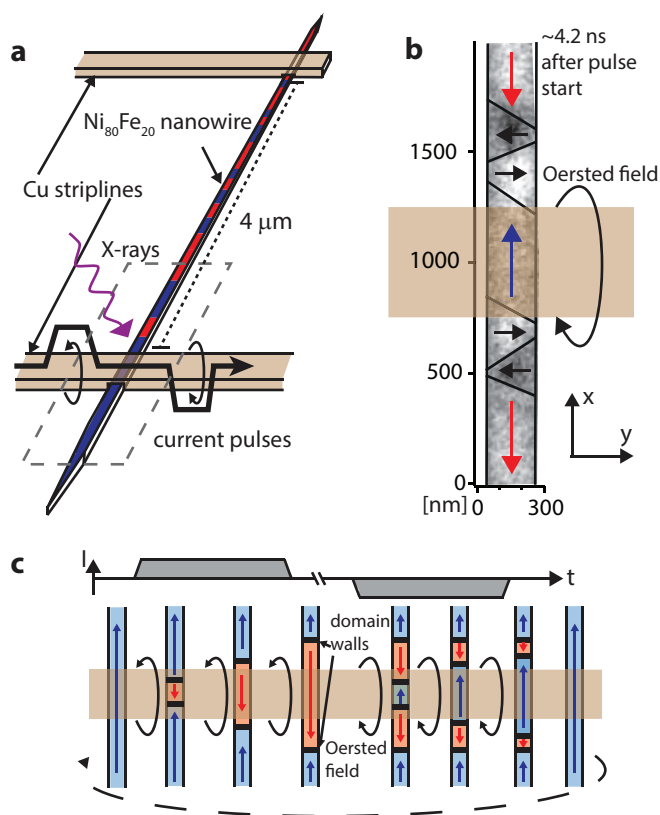 a
Ni80Fe20 nanowire
Cu striplines
4 μm
X-rays
current pulses
b
~4.2 ns
after pulse
start
1500
Oersted field
1000
500
x
y
0
[nm]
0
300
c
I
t
domain
walls
Oersted
field